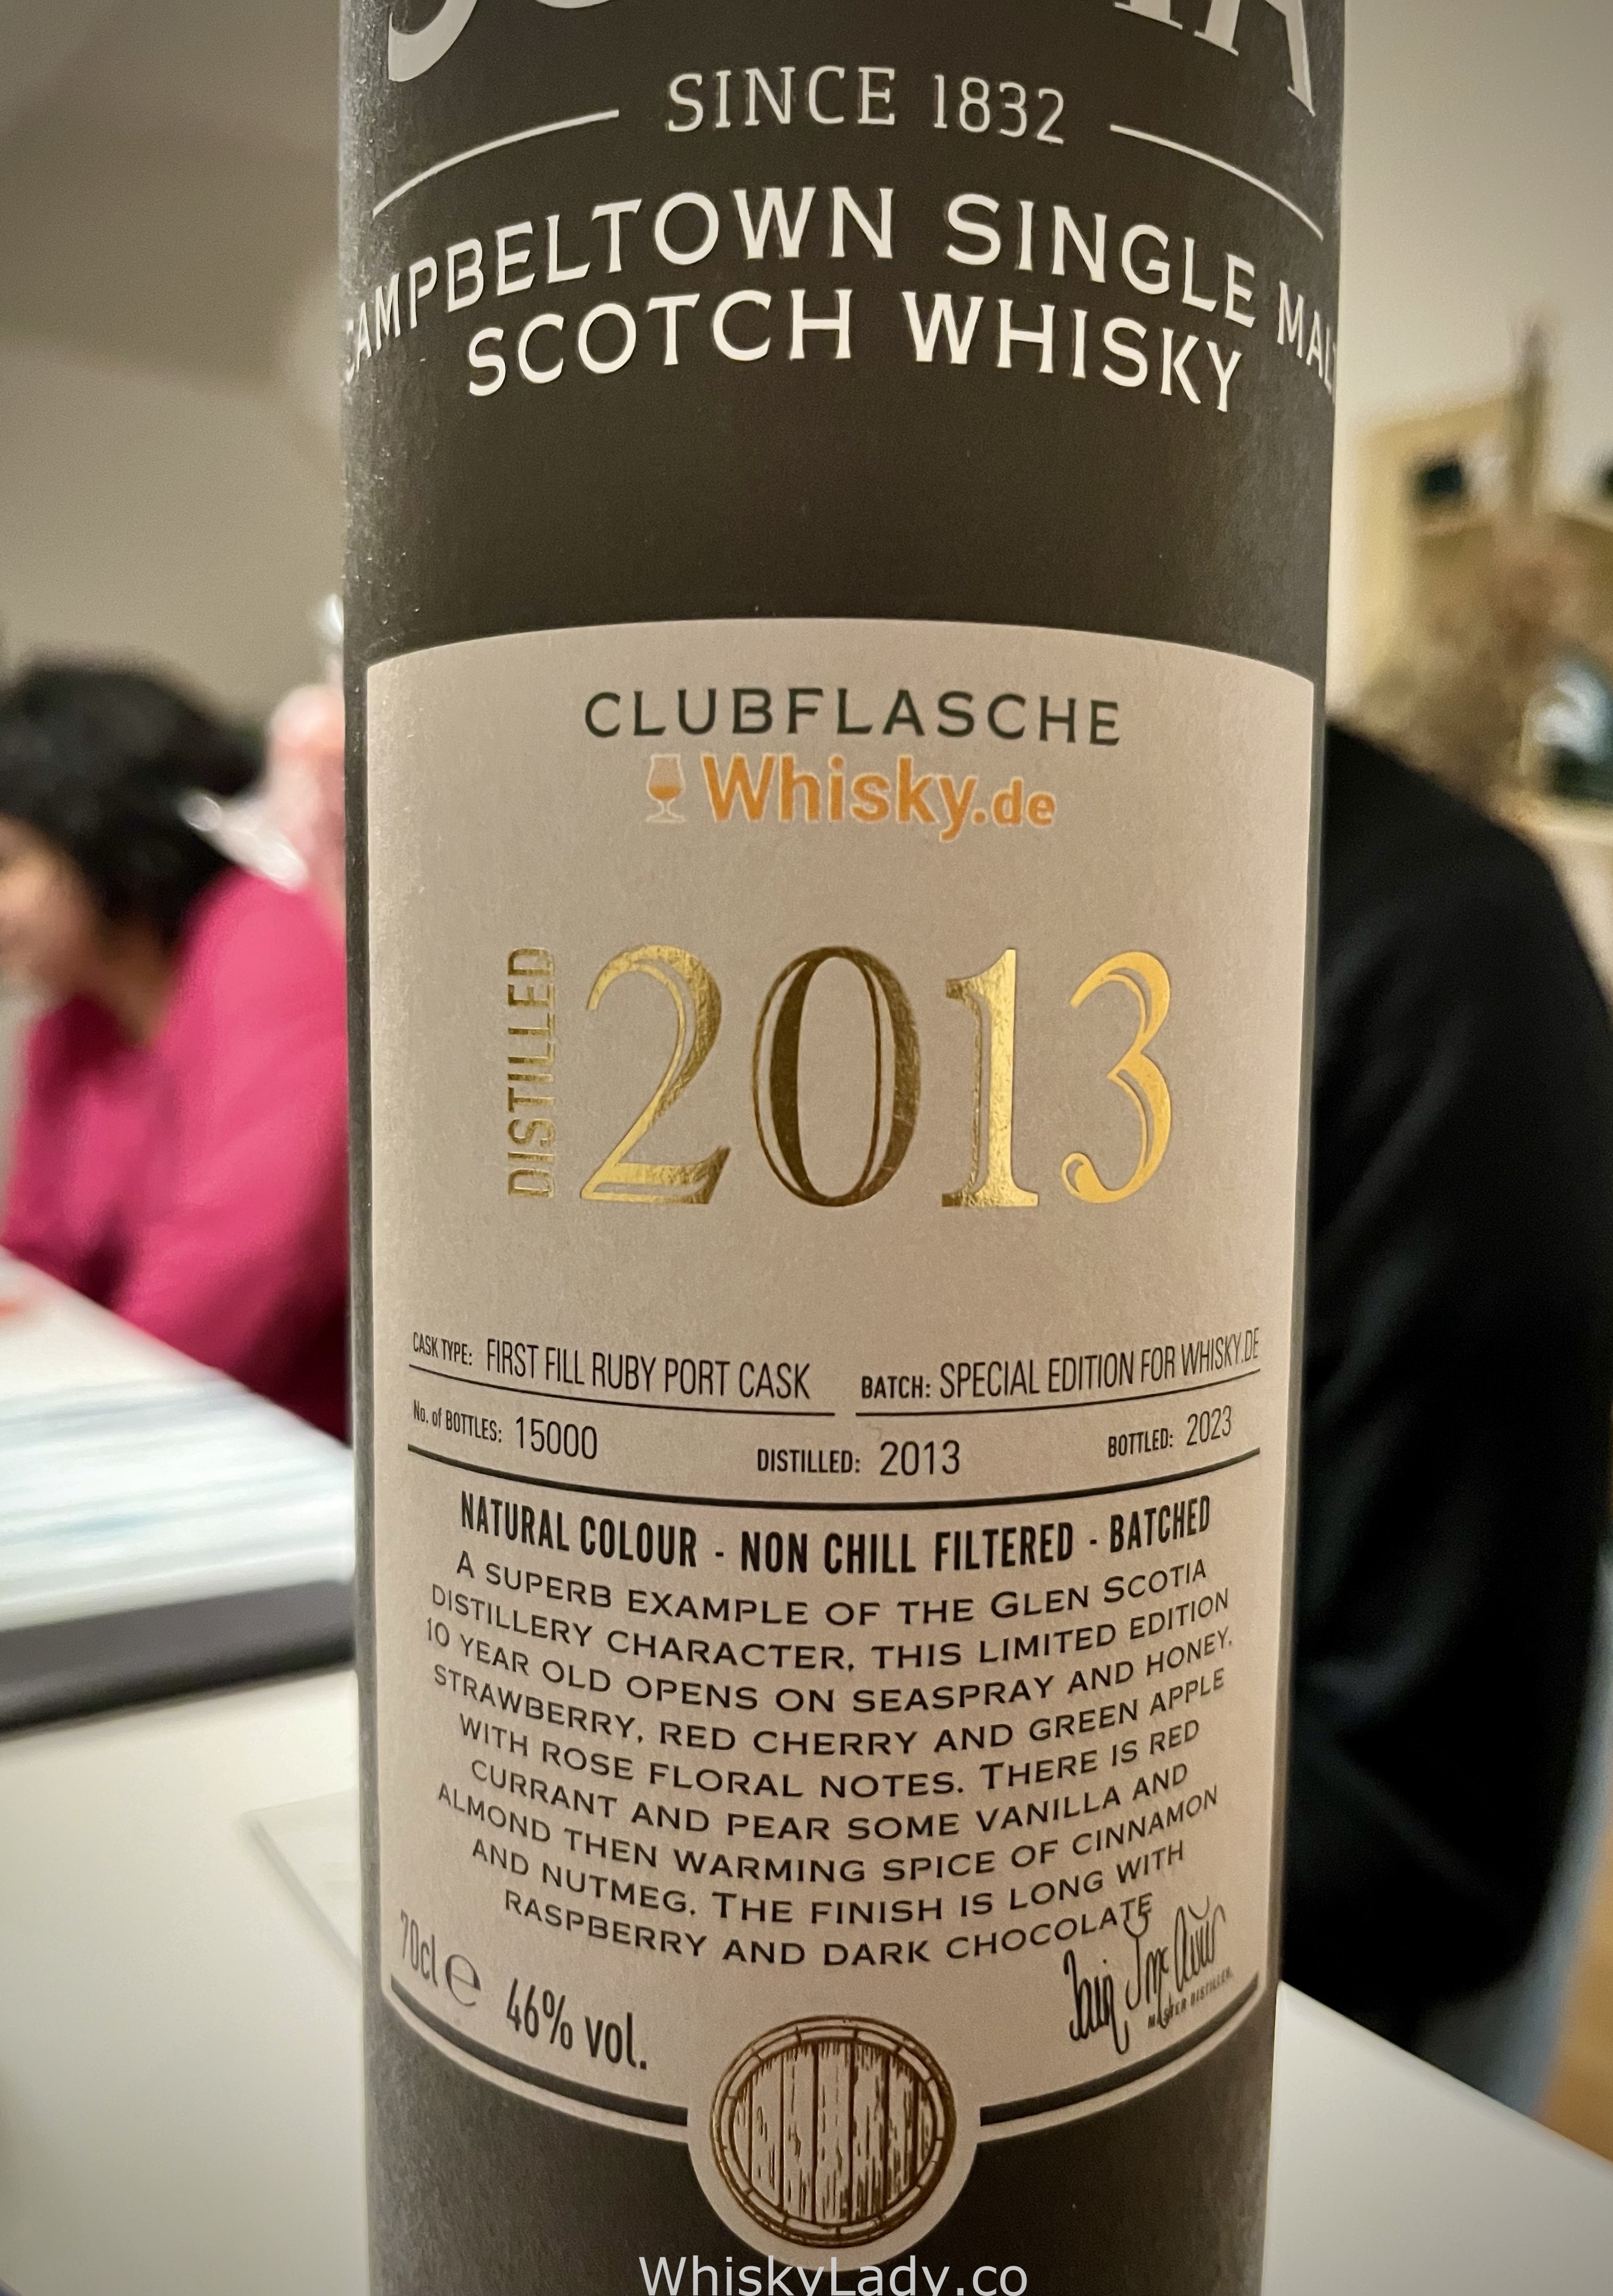 SINCE 1832
CAMPBELTOWN SINGLE MALT
SCOTCH WHISKY
CLUBFLASCHE
Whisky.de
DISTILLED
2013
CASK TYPE: FIRST FILL RUBY PORT CASK
BATCH: SPECIAL EDITION FOR WHISKY.DE
No. of BOTTLES: 15000
DISTILLED: 2013
BOTTLED: 2023
NATURAL COLOUR - NON CHILL FILTERED - BATCHED
A SUPERB EXAMPLE OF THE GLEN SCOTIA
DISTILLERY CHARACTER, THIS LIMITED EDITION
10 YEAR OLD OPENS ON SEASPRAY AND HONEY,
STRAWBERRY, RED CHERRY AND GREEN APPLE
WITH ROSE FLORAL NOTES. THERE IS RED
CURRANT AND PEAR SOME VANILLA AND
ALMOND THEN WARMING SPICE OF CINNAMON
AND NUTMEG. THE FINISH IS LONG WITH
RASPBERRY AND DARK CHOCOLATE
70cl e 46% vol.
MASTER DISTILLER
WhiskyLady.co